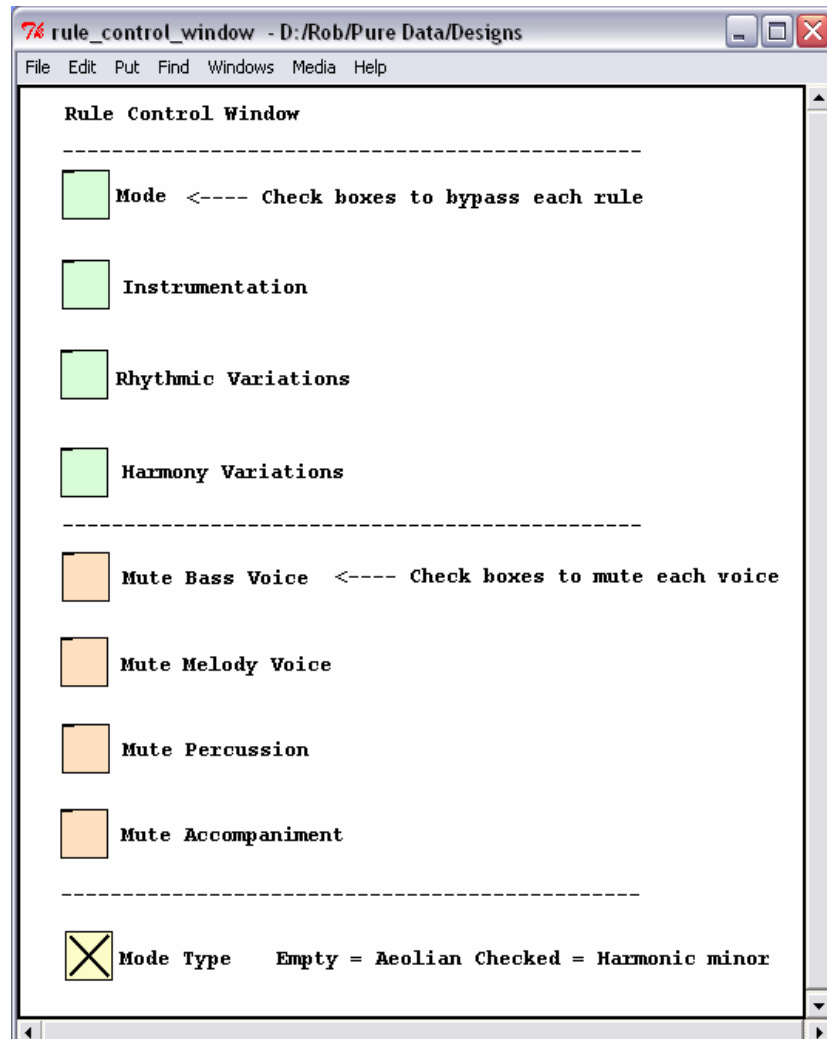 rule_control_window - D:/Rob/Pure Data/Designs
File Edit Put Find Windows Media Help
Rule Control Window
-----------------------------------------------
Mode <---- Check boxes to bypass each rule
Instrumentation
Rhythmic Variations
Harmony Variations
-----------------------------------------------
Mute Bass Voice <---- Check boxes to mute each voice
Mute Melody Voice
Mute Percussion
Mute Accompaniment
-----------------------------------------------
Mode Type Empty = Aeolian Checked = Harmonic minor